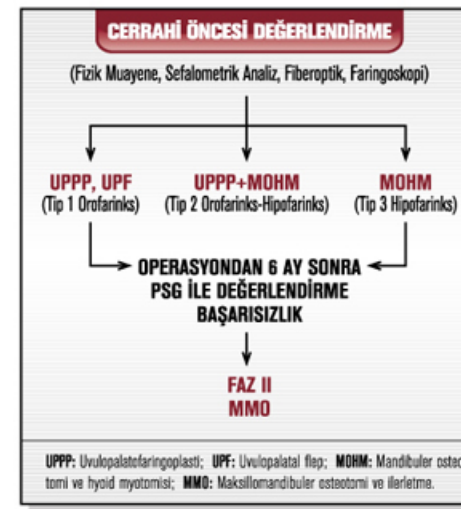 CERRAHİ ÖNCESİ DEĞERLENDİRME
(Fizik Muayene, Sefalometrik Analiz, Fiberoptik, Faringoskopi)
UPPP, UPF
(Tip 1 Orofarinks)
UPPP+MOHM
(Tip 2 Orofarinks-Hipofarinks)
MOHM
(Tip 3 Hipofarinks)
OPERASYONDAN 6 AY SONRA
PSG İLE DEĞERLENDİRME
BAŞARISIZLIK
FAZ II
MMO
UPPP: Uvulopalatofaringoplasti; UPF: Uvulopalatal flep; MOHM: Mandibuler osteo
tomi ve hyoid myotomisi; MMO: Maksillomandibuler osteotomi ve ilerletme.